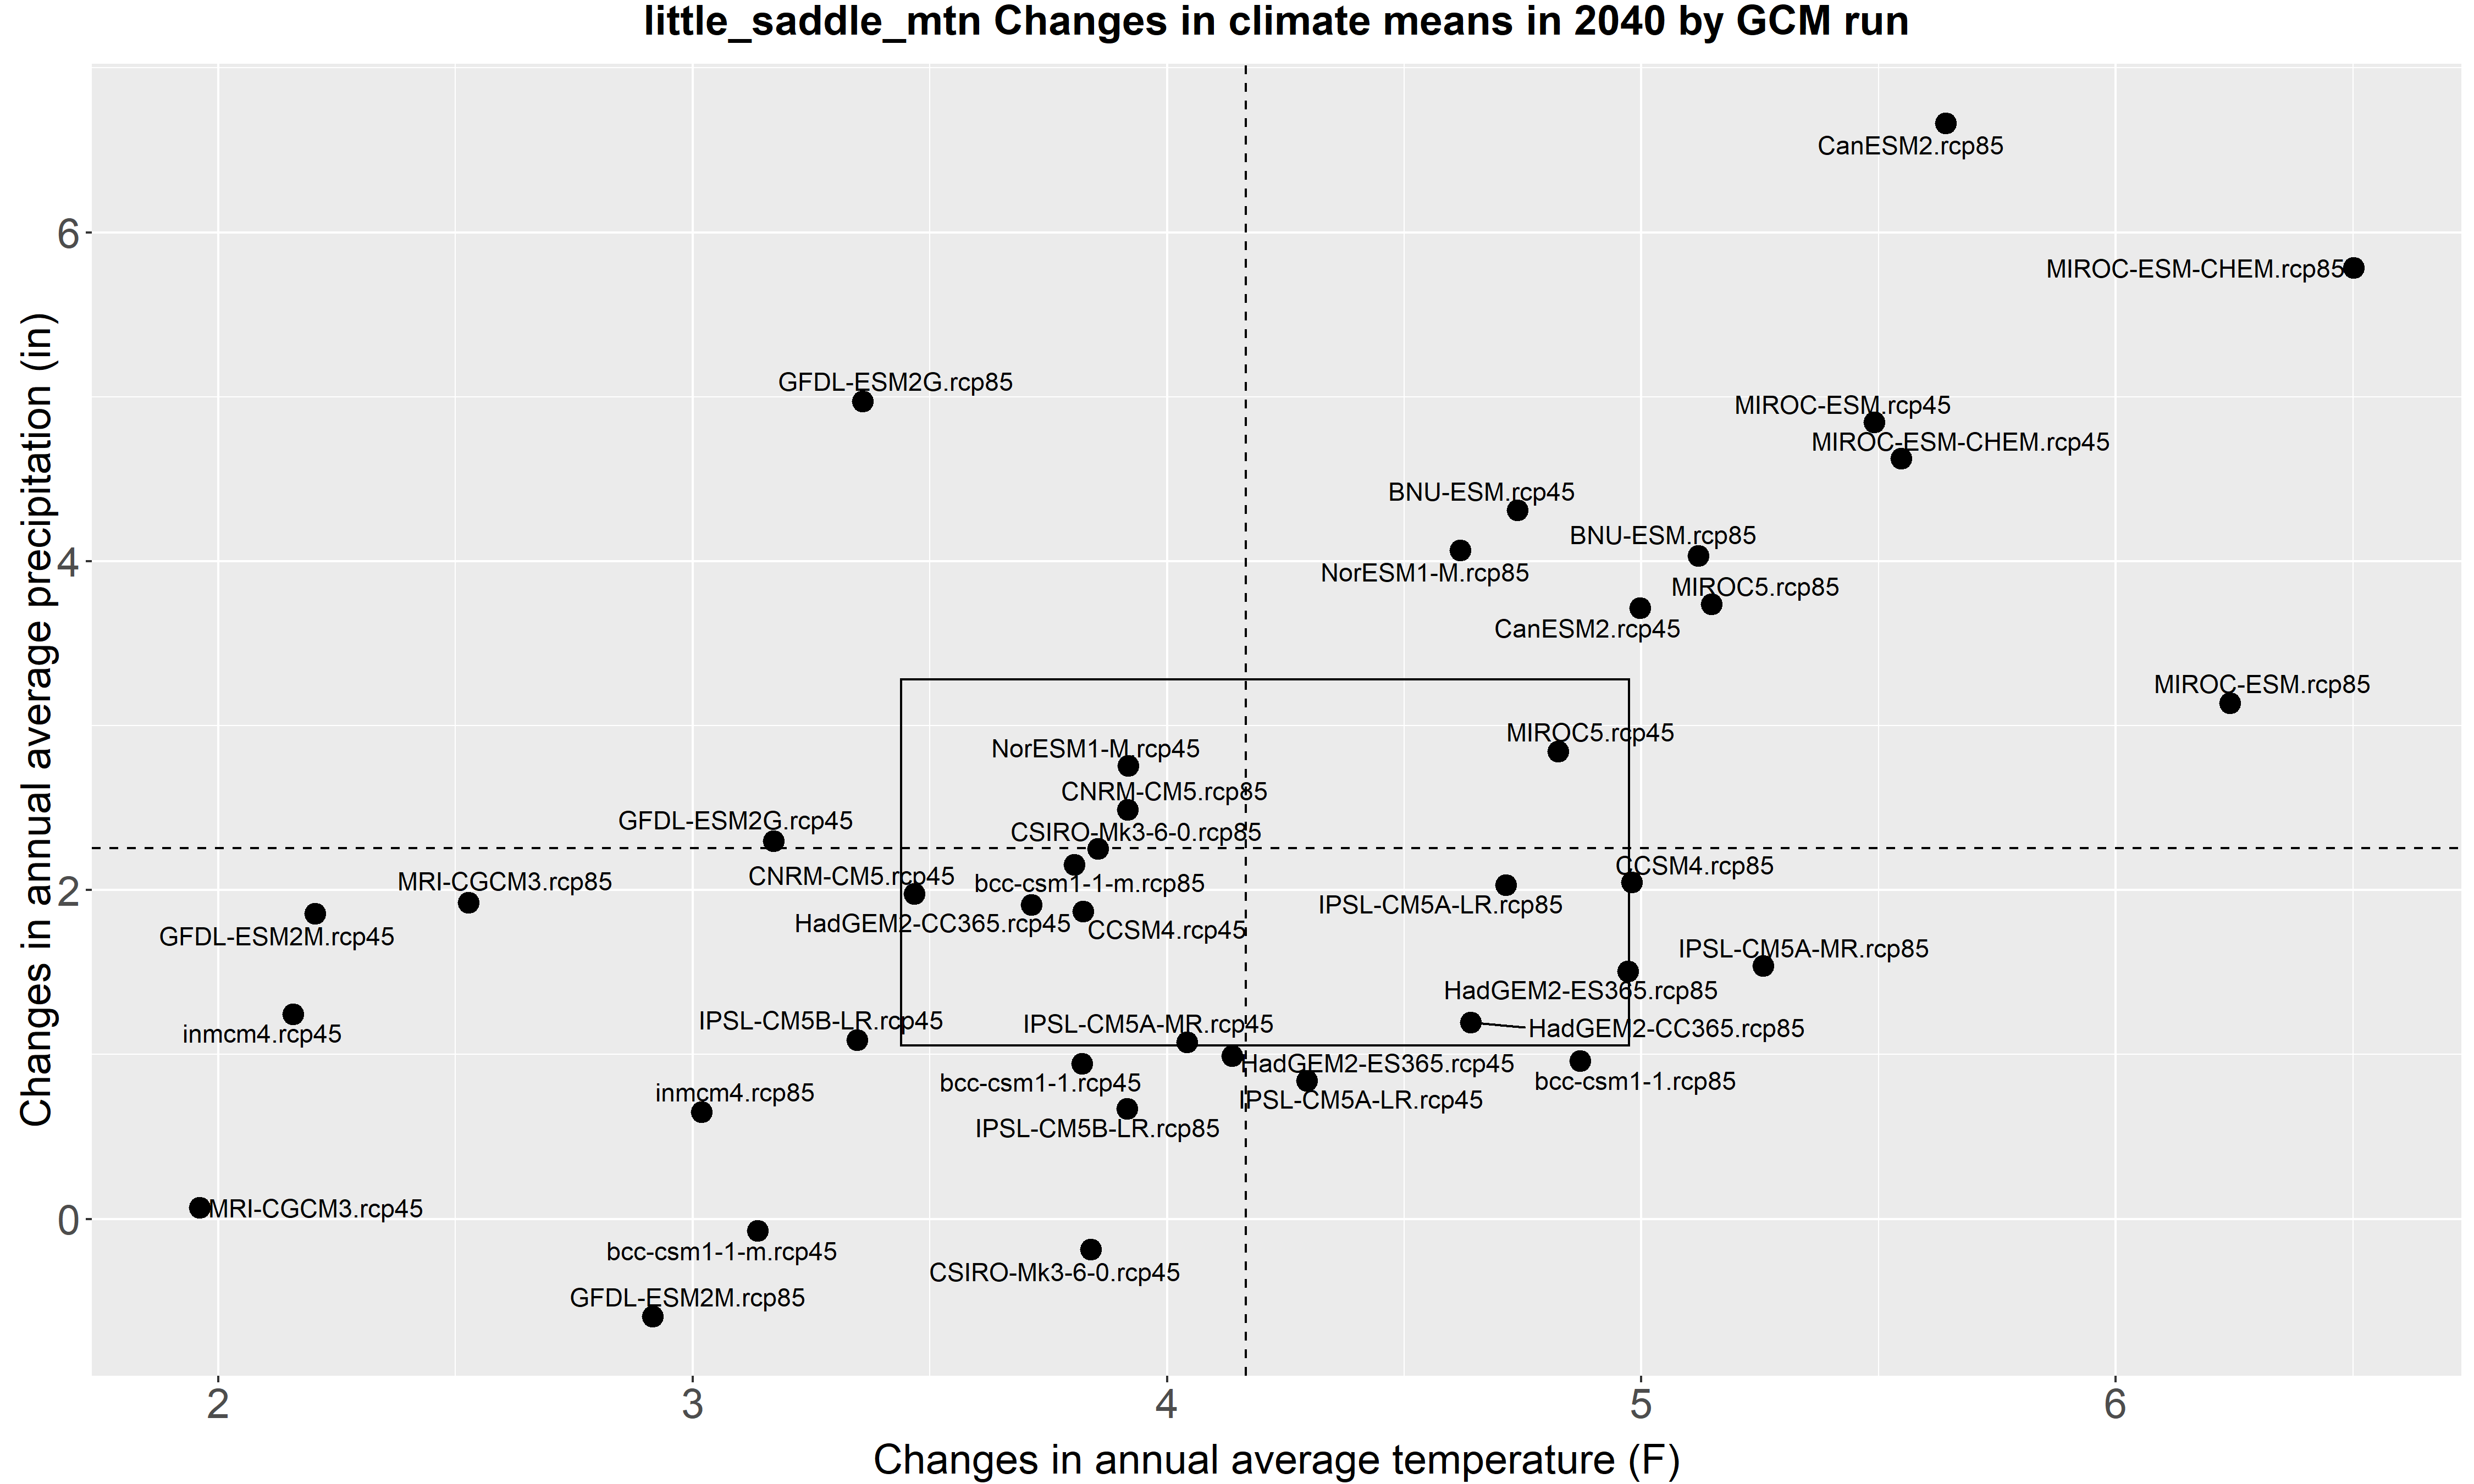 little_saddle_mtn Changes in climate means in 2040 by GCM run
Changes in annual average precipitation (in)
6
4
2
0
CanESM2.rcp85
MIROC-ESM-CHEM.rcp85
GFDL-ESM2G.rcp85
MIROC-ESM.rcp45
MIROC-ESM-CHEM.rcp45
BNU-ESM.rcp45
BNU-ESM.rcp85
NorESM1-M.rcp85
MIROC5.rcp85
CanESM2.rcp45
MIROC-ESM.rcp85
MIROC5.rcp45
NorESM1-M.rcp45
CNRM-CM5.rcp85
GFDL-ESM2G.rcp45
CSIRO-Mk3-6-0.rcp85
CCSM4.rcp85
CNRM-CM5.rcp45
MRI-CGCM3.rcp85
bcc-csm1-1-m.rcp85
IPSL-CM5A-LR.rcp85
HadGEM2-CC365.rcp45
CCSM4.rcp45
GFDL-ESM2M.rcp45
IPSL-CM5A-MR.rcp85
HadGEM2-ES365.rcp85
IPSL-CM5B-LR.rcp45
IPSL-CM5A-MR.rcp45
HadGEM2-CC365.rcp85
inmcm4.rcp45
HadGEM2-ES365.rcp45
bcc-csm1-1.rcp45
bcc-csm1-1.rcp85
inmcm4.rcp85
IPSL-CM5A-LR.rcp45
IPSL-CM5B-LR.rcp85
MRI-CGCM3.rcp45
bcc-csm1-1-m.rcp45
CSIRO-Mk3-6-0.rcp45
GFDL-ESM2M.rcp85
2 3 4 5 6
Changes in annual average temperature (F)